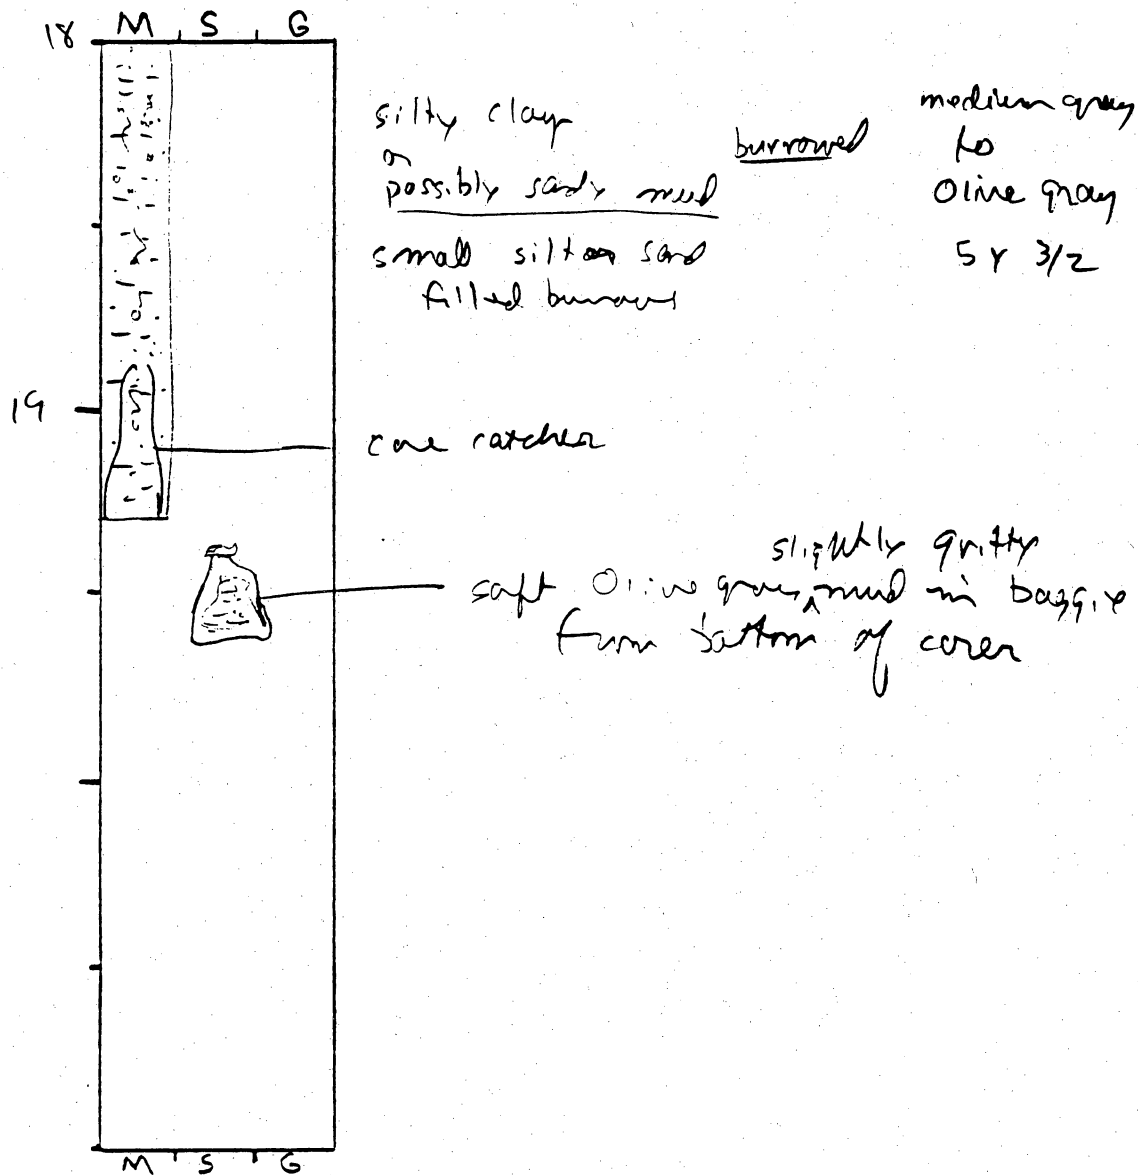 18 M S G
silty clay
or
possibly sandy mud
burrowed
small silt or sand
filled burrows
medium gray
to
Olive gray
5Y 3/2
19
core catcher
slightly gritty
soft Olive gray ^ mud in baggie
from bottom of corer
M S G